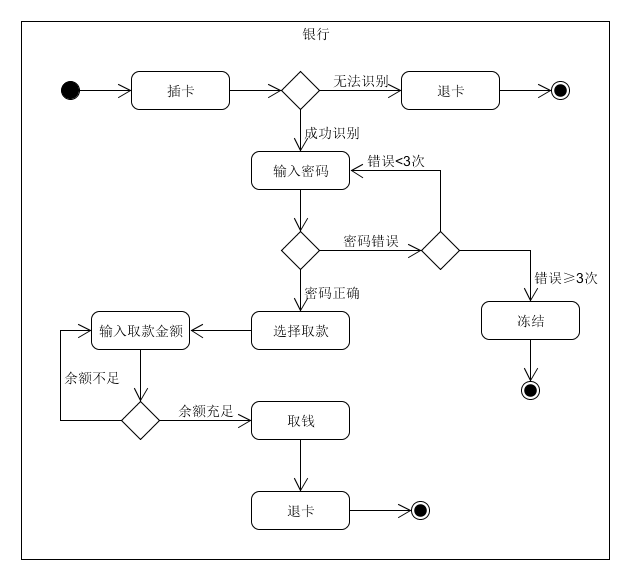 银行
插卡
无法识别
退卡
成功识别
输入密码
错误<3次
密码错误
错误≥3次
密码正确
输入取款金额
选择取款
冻结
余额不足
余额充足
取钱
退卡